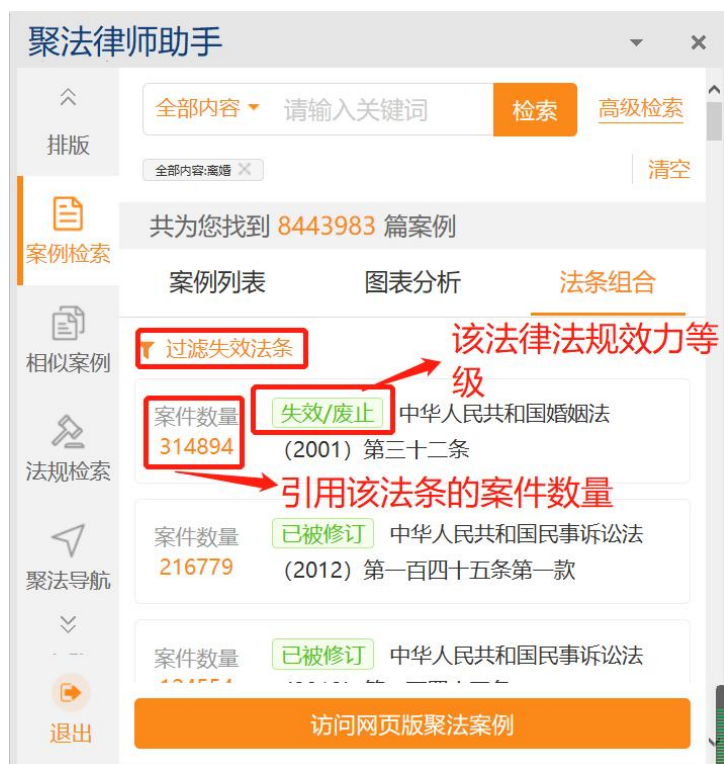 聚法律师助手
排版
案例检索
相似案例
法规检索
聚法导航
退出
全部内容 请输入关键词 检索 高级检索
全部内容:离婚 清空
共为您找到 8443983 篇案例
案例列表 图表分析 法条组合
过滤失效法条
该法律法规效力等
级
案件数量 失效/废止 中华人民共和国婚姻法
314894 (2001) 第三十二条
引用该法条的案件数量
案件数量 已被修订 中华人民共和国民事诉讼法
216779 (2012) 第一百四十五条第一款
案件数量 已被修订 中华人民共和国民事诉讼法
访问网页版聚法案例